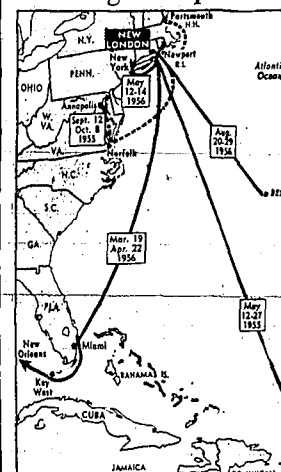 Portsmouth
N.H.
N.Y.
NEW
LONDON
New
York
Newport
R.I.
Atlantic
Ocean
PENN.
May
12-14
1956
OHIO
Annapolis
W.
VA.
Sept. 12
Oct. 8
1955
Aug.
20-29
1956
VA.
Norfolk
N.C.
S.C.
Mar. 19
Apr. 22
1956
GA.
May
12-27
1955
FLA.
New
Orleans
Miami
Key
West
BAHAMAS IS.
CUBA
JAMAICA